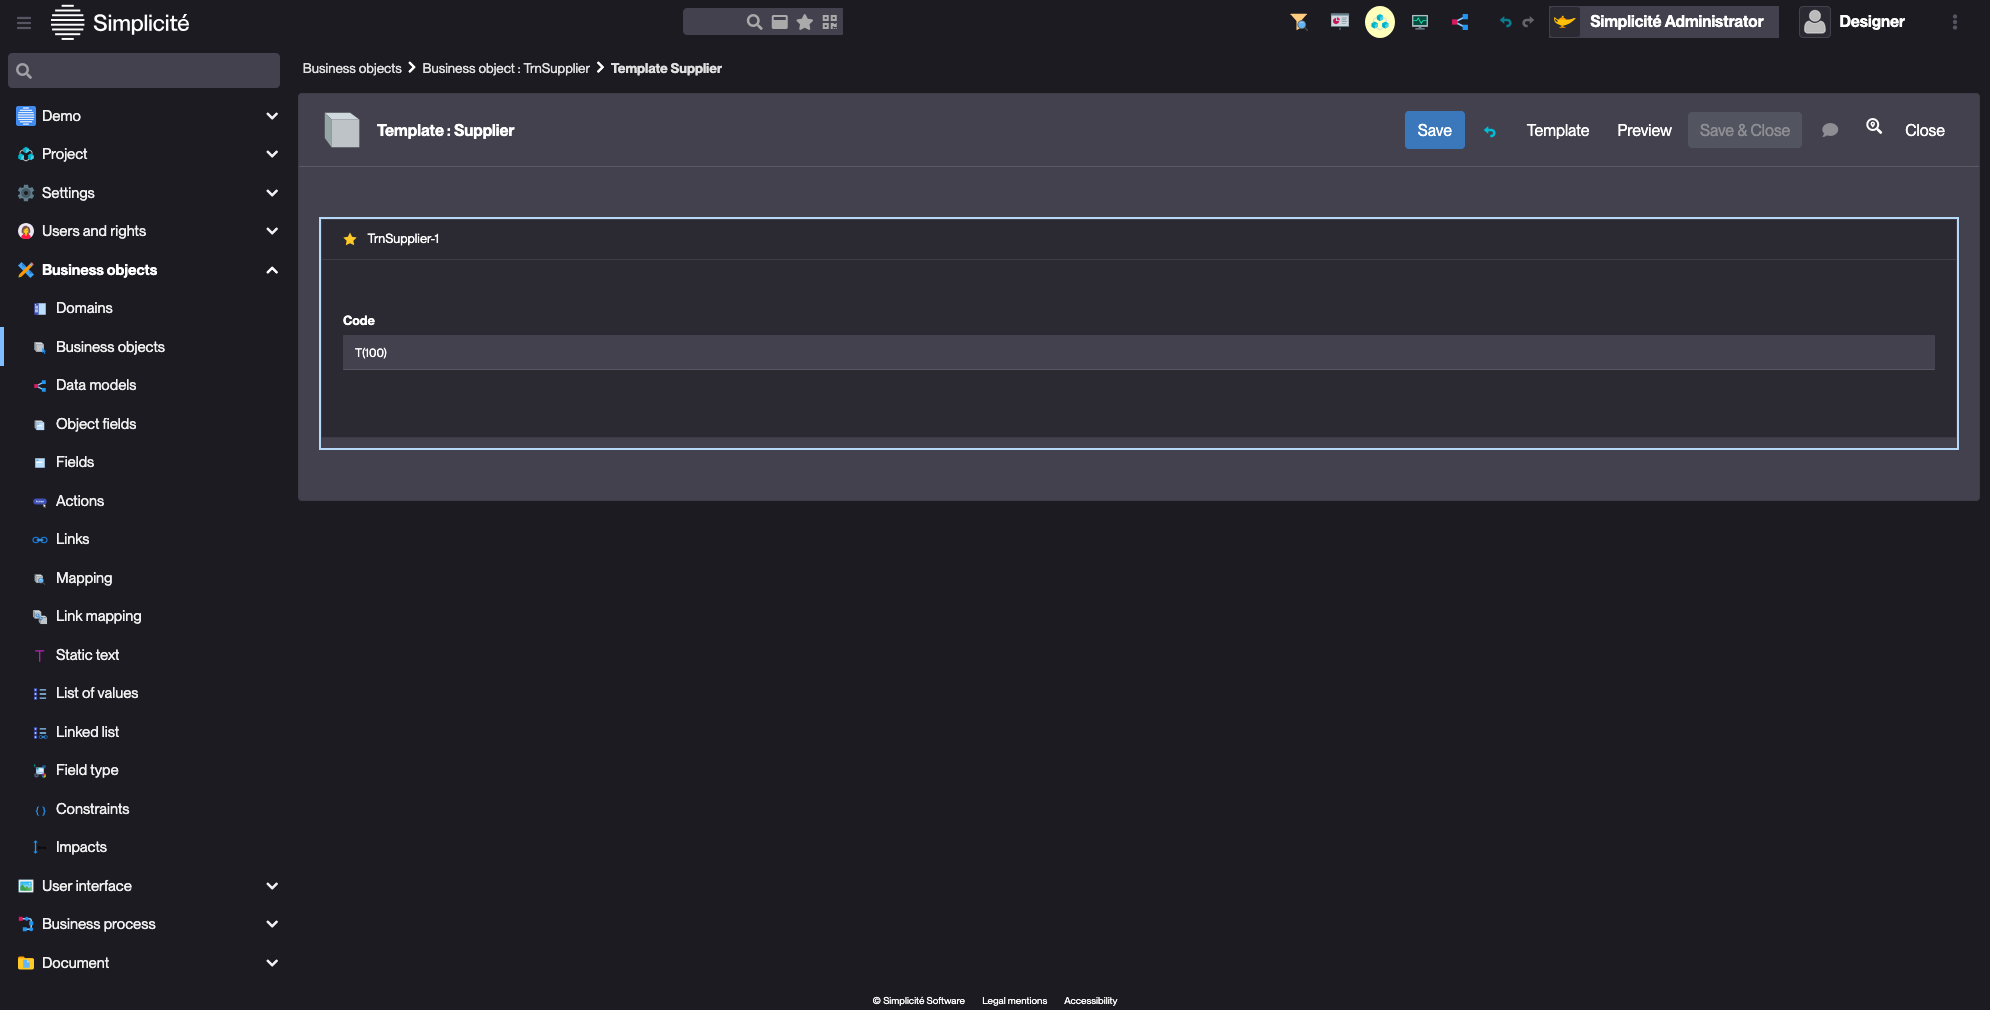 Simplicité
Simplicité Administrator
Designer
Business objects
Business object : TrnSupplier
Template Supplier
Demo
Project
Settings
Users and rights
Business objects
Domains
Business objects
Data models
Object fields
Fields
Actions
Links
Mapping
Link mapping
Static text
List of values
Linked list
Field type
Constraints
Impacts
User interface
Business process
Document
Template : Supplier
Save
Template
Preview
Save & Close
Close
TrnSupplier-1
Code
T(100)
© Simplicité Software
Legal mentions
Accessibility